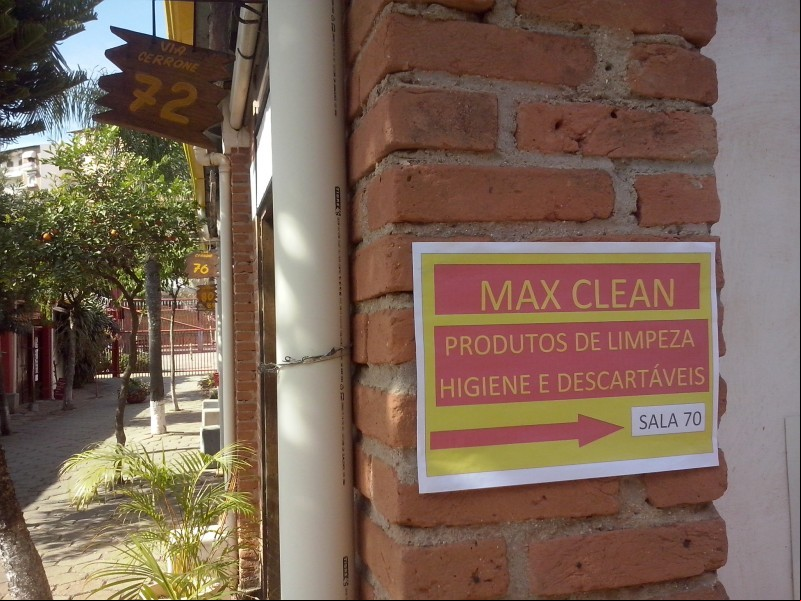 VIA
CERRONE
72
76
MAX CLEAN
PRODUTOS DE LIMPEZA
HIGIENE E DESCARTÁVEIS
SALA 70